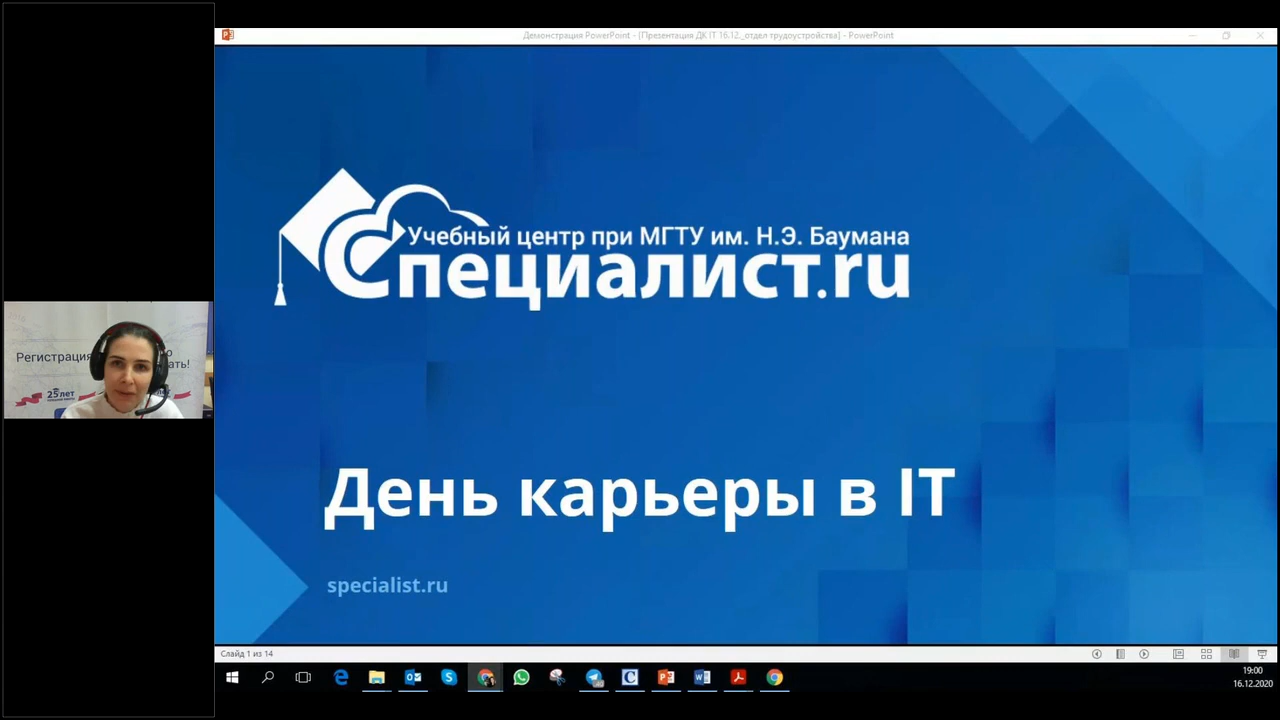 Демонстрация PowerPoint - [Презентация ДК IT 16.12._отдел трудоустройства] - PowerPoint
Учебный центр при МГТУ им. Н.Э. Баумана
Специалист.ru
Регистрация
ать!
25 лет
День карьеры в IT
specialist.ru
Слайд 1 из 14
19:00
16.12.2020